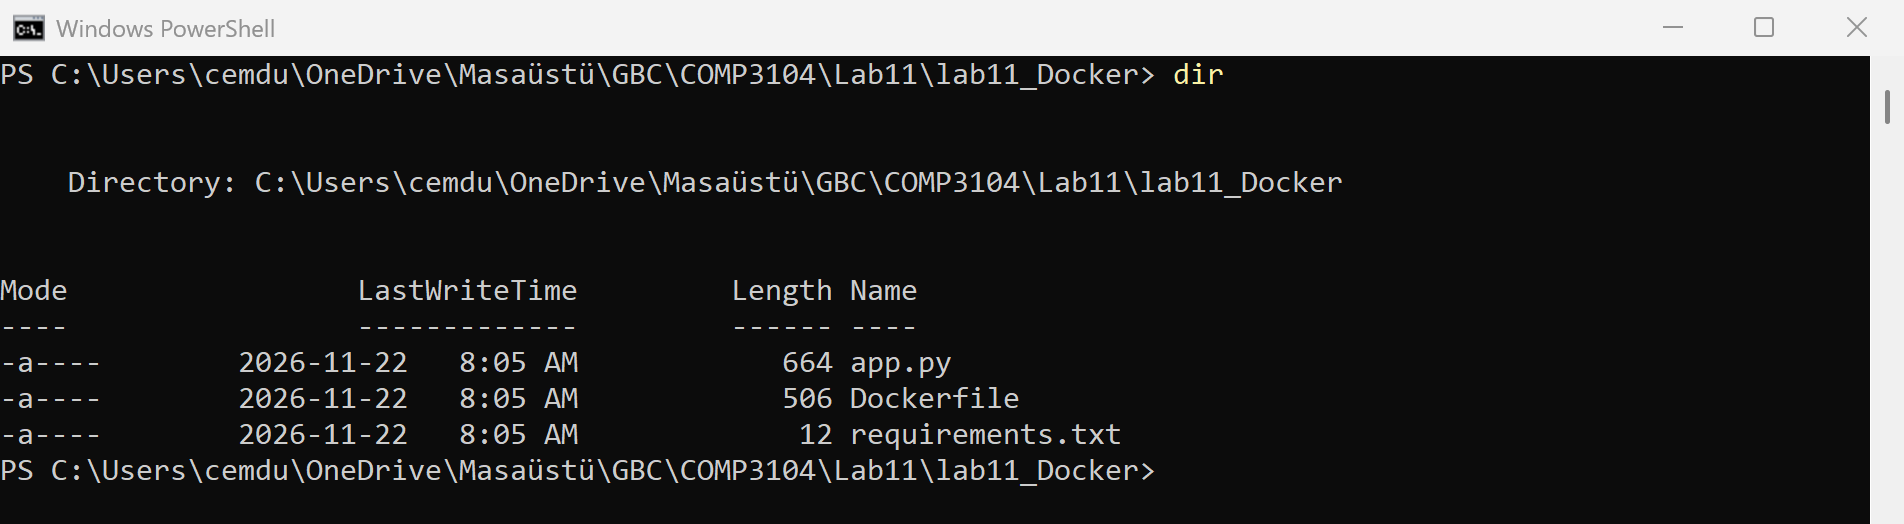 Windows PowerShell
PS C:\Users\cemdu\OneDrive\Masaüstü\GBC\COMP3104\Lab11\lab11_Docker> dir
Directory: C:\Users\cemdu\OneDrive\Masaüstü\GBC\COMP3104\Lab11\lab11_Docker
Mode                 LastWriteTime         Length Name
----                 -------------         ------ ----
-a----        2026-11-22   8:05 AM            664 app.py
-a----        2026-11-22   8:05 AM            506 Dockerfile
-a----        2026-11-22   8:05 AM             12 requirements.txt
PS C:\Users\cemdu\OneDrive\Masaüstü\GBC\COMP3104\Lab11\lab11_Docker>